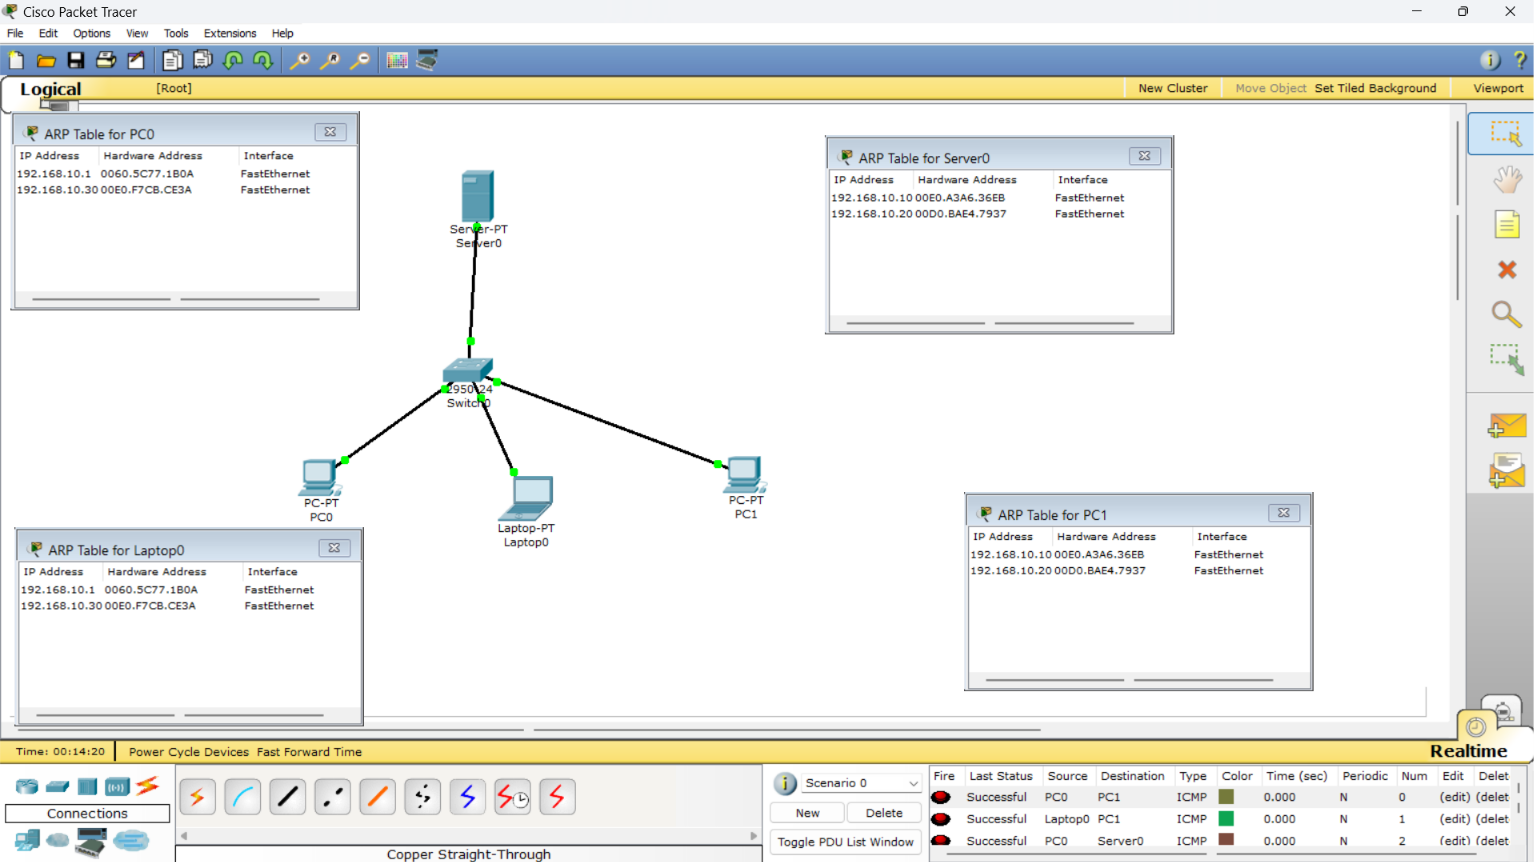 Cisco Packet Tracer
File Edit Options View Tools Extensions Help
Logical [Root] New Cluster Move Object Set Tiled Background Viewport
ARP Table for PC0
IP Address Hardware Address Interface
192.168.10.1 0060.5C77.1B0A FastEthernet
192.168.10.30 00E0.F7CB.CE3A FastEthernet
ARP Table for Server0
IP Address Hardware Address Interface
192.168.10.10 00E0.A3A6.36EB FastEthernet
192.168.10.20 00D0.BAE4.7937 FastEthernet
Server-PT
Server0
2950-24
Switch0
PC-PT
PC0
Laptop-PT
Laptop0
PC-PT
PC1
ARP Table for Laptop0
IP Address Hardware Address Interface
192.168.10.1 0060.5C77.1B0A FastEthernet
192.168.10.30 00E0.F7CB.CE3A FastEthernet
ARP Table for PC1
IP Address Hardware Address Interface
192.168.10.10 00E0.A3A6.36EB FastEthernet
192.168.10.20 00D0.BAE4.7937 FastEthernet
Time: 00:14:20 Power Cycle Devices Fast Forward Time Realtime
Connections
Copper Straight-Through
Scenario 0
New Delete
Toggle PDU List Window
Fire Last Status Source Destination Type Color Time (sec) Periodic Num Edit Delet
Successful PC0 PC1 ICMP 0.000 N 0 (edit) (delet
Successful Laptop0 PC1 ICMP 0.000 N 1 (edit) (delet
Successful PC0 Server0 ICMP 0.000 N 2 (edit) (delet